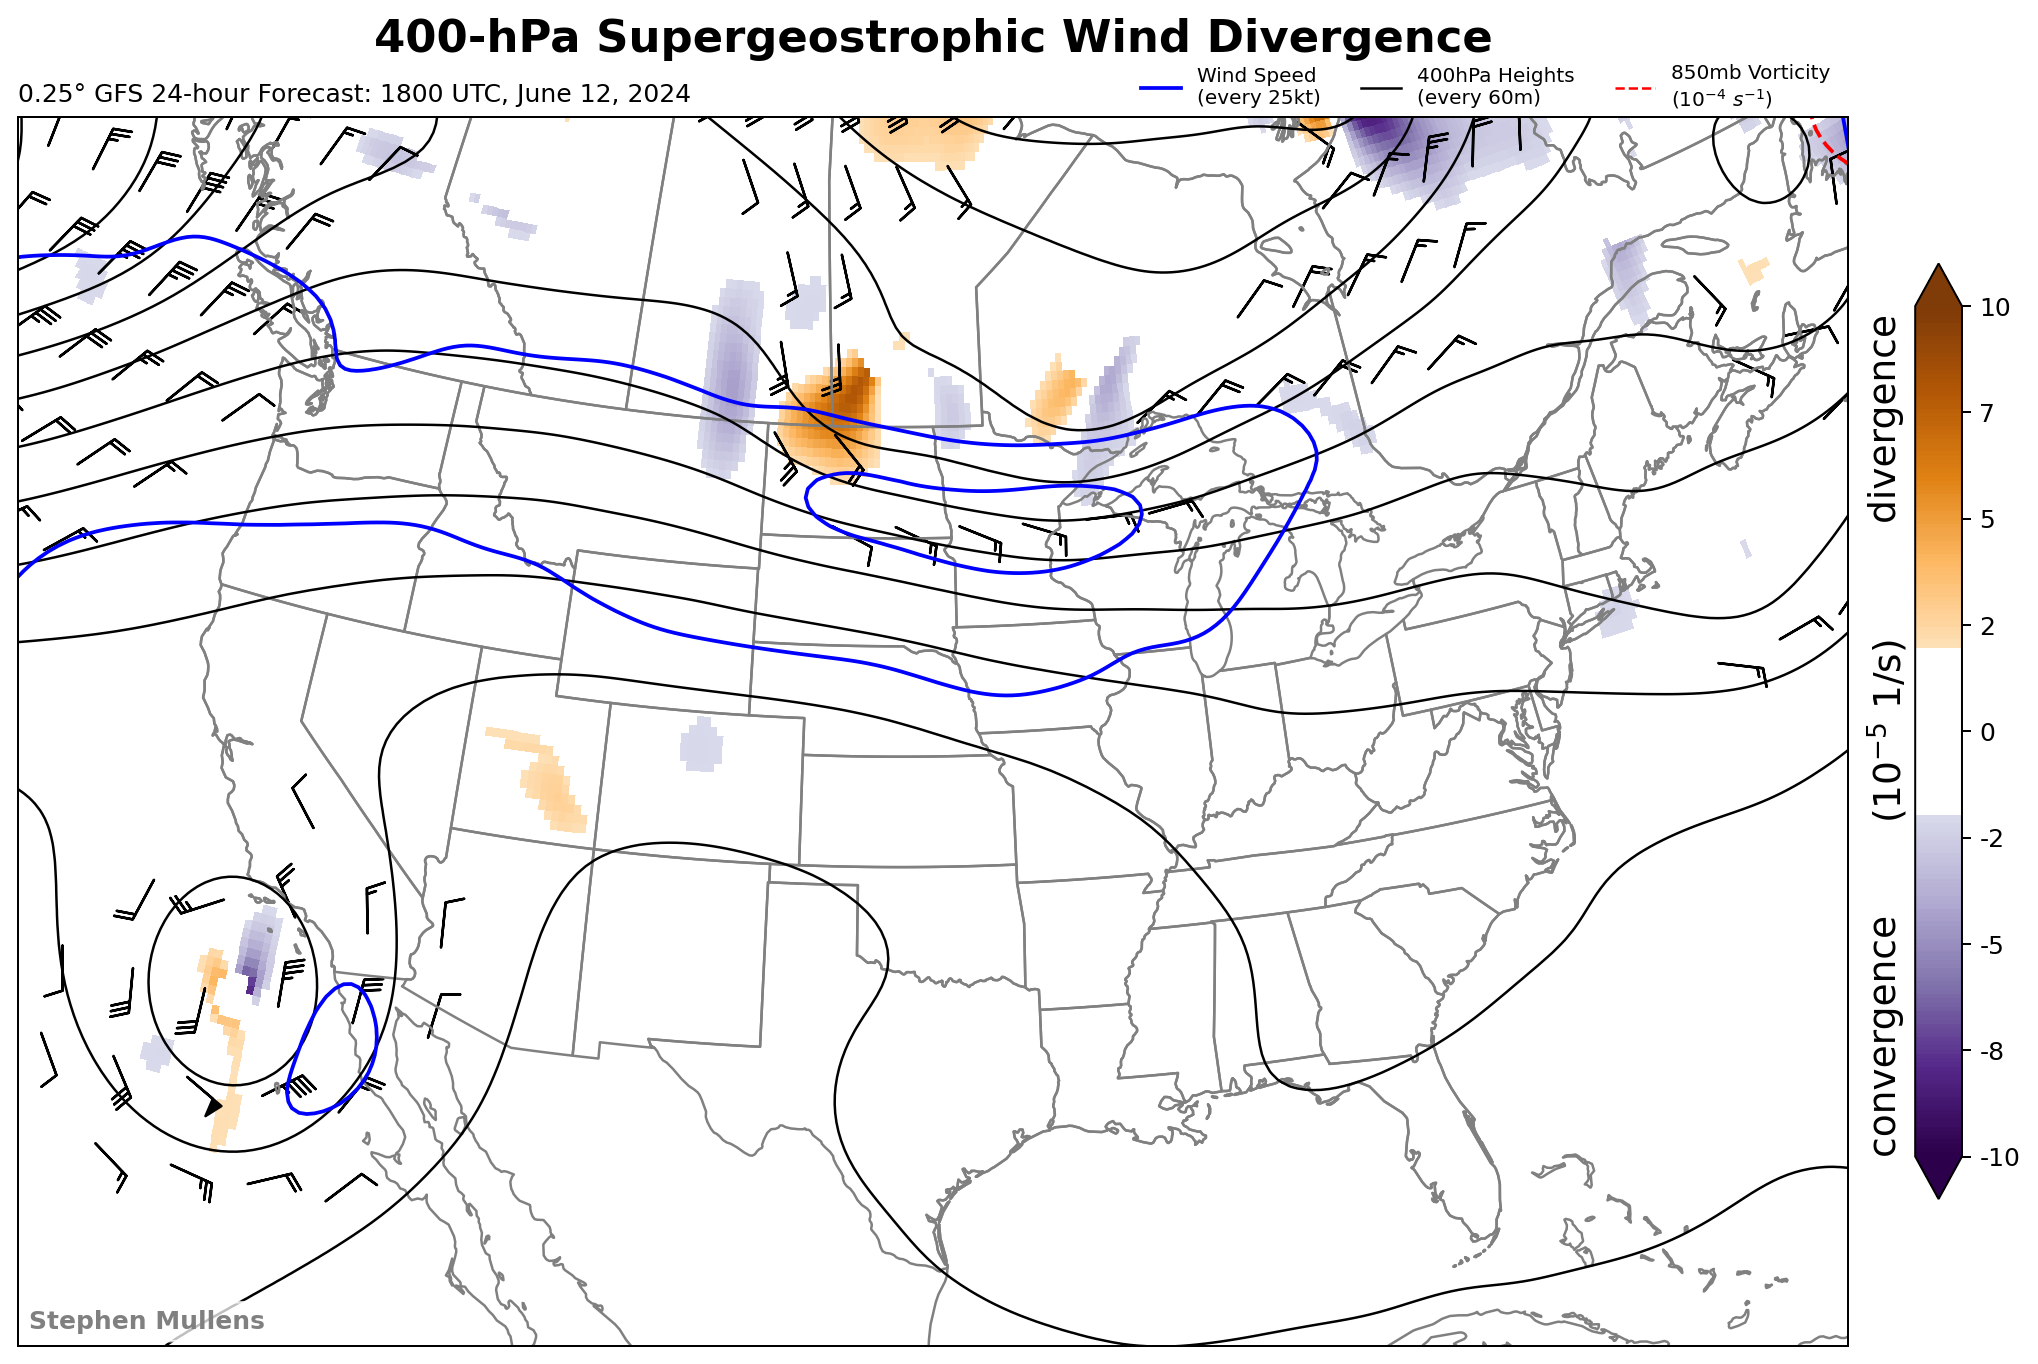 400-hPa Supergeostrophic Wind Divergence
0.25° GFS 24-hour Forecast: 1800 UTC, June 12, 2024
Wind Speed
(every 25kt)
400hPa Heights
(every 60m)
850mb Vorticity
(10⁻⁴ s⁻¹)
10
7
5
2
0
-2
-5
-8
-10
convergence (10⁻⁵ 1/s) divergence
Stephen Mullens